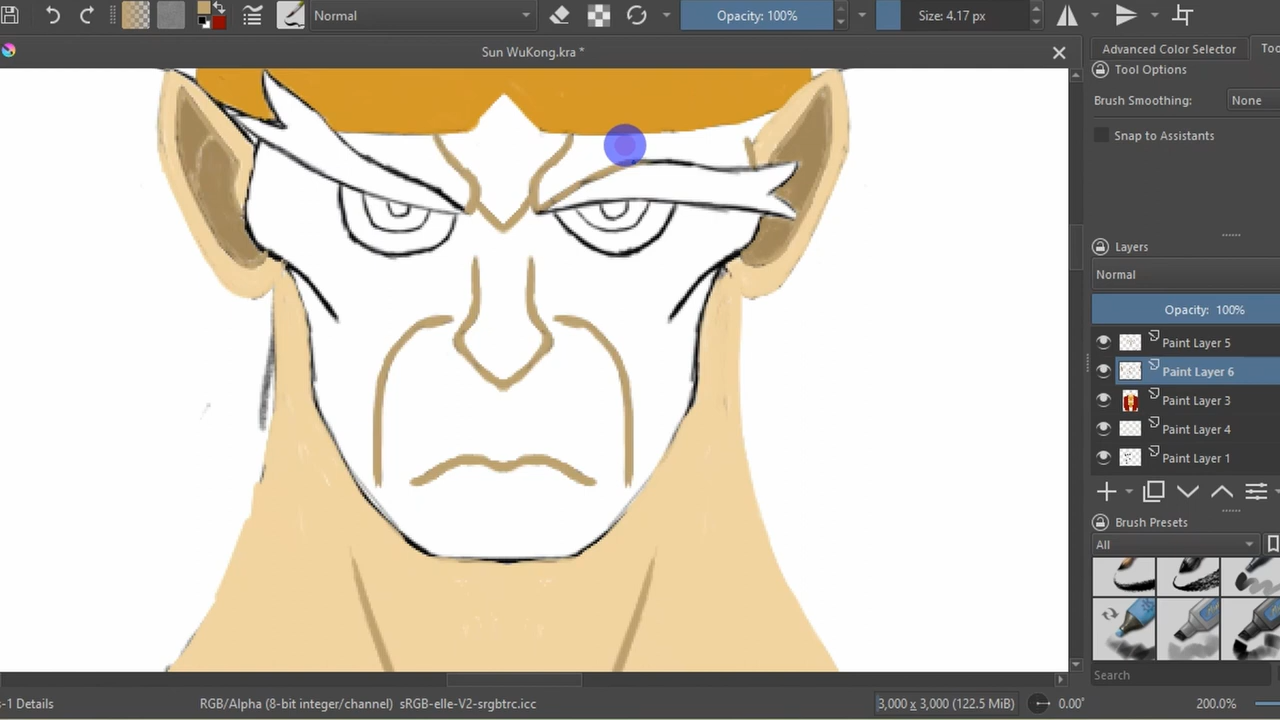 Normal
Opacity: 100%
Size: 4.17 px
Sun WuKong.kra *
Advanced Color Selector
Tool Options
Brush Smoothing:
None
Snap to Assistants
Layers
Normal
Opacity: 100%
Paint Layer 5
Paint Layer 6
Paint Layer 3
Paint Layer 4
Paint Layer 1
Brush Presets
All
Search
s-1 Details
RGB/Alpha (8-bit integer/channel) sRGB-elle-V2-srgbtrc.icc
3,000 x 3,000 (122.5 MiB)
0.00°
200.0%